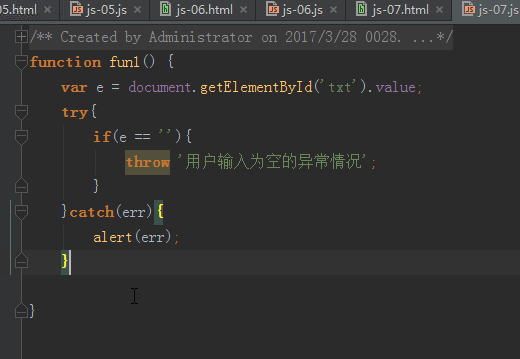 05.html js-05.js js-06.html js-06.js js-07.html js-07.js
/** Created by Administrator on 2017/3/28 0028. ...*/
function fun1() {
var e = document.getElementById('txt').value;
try{
if(e == ''){
throw '用户输入为空的异常情况';
}
}catch(err){
alert(err);
}
}